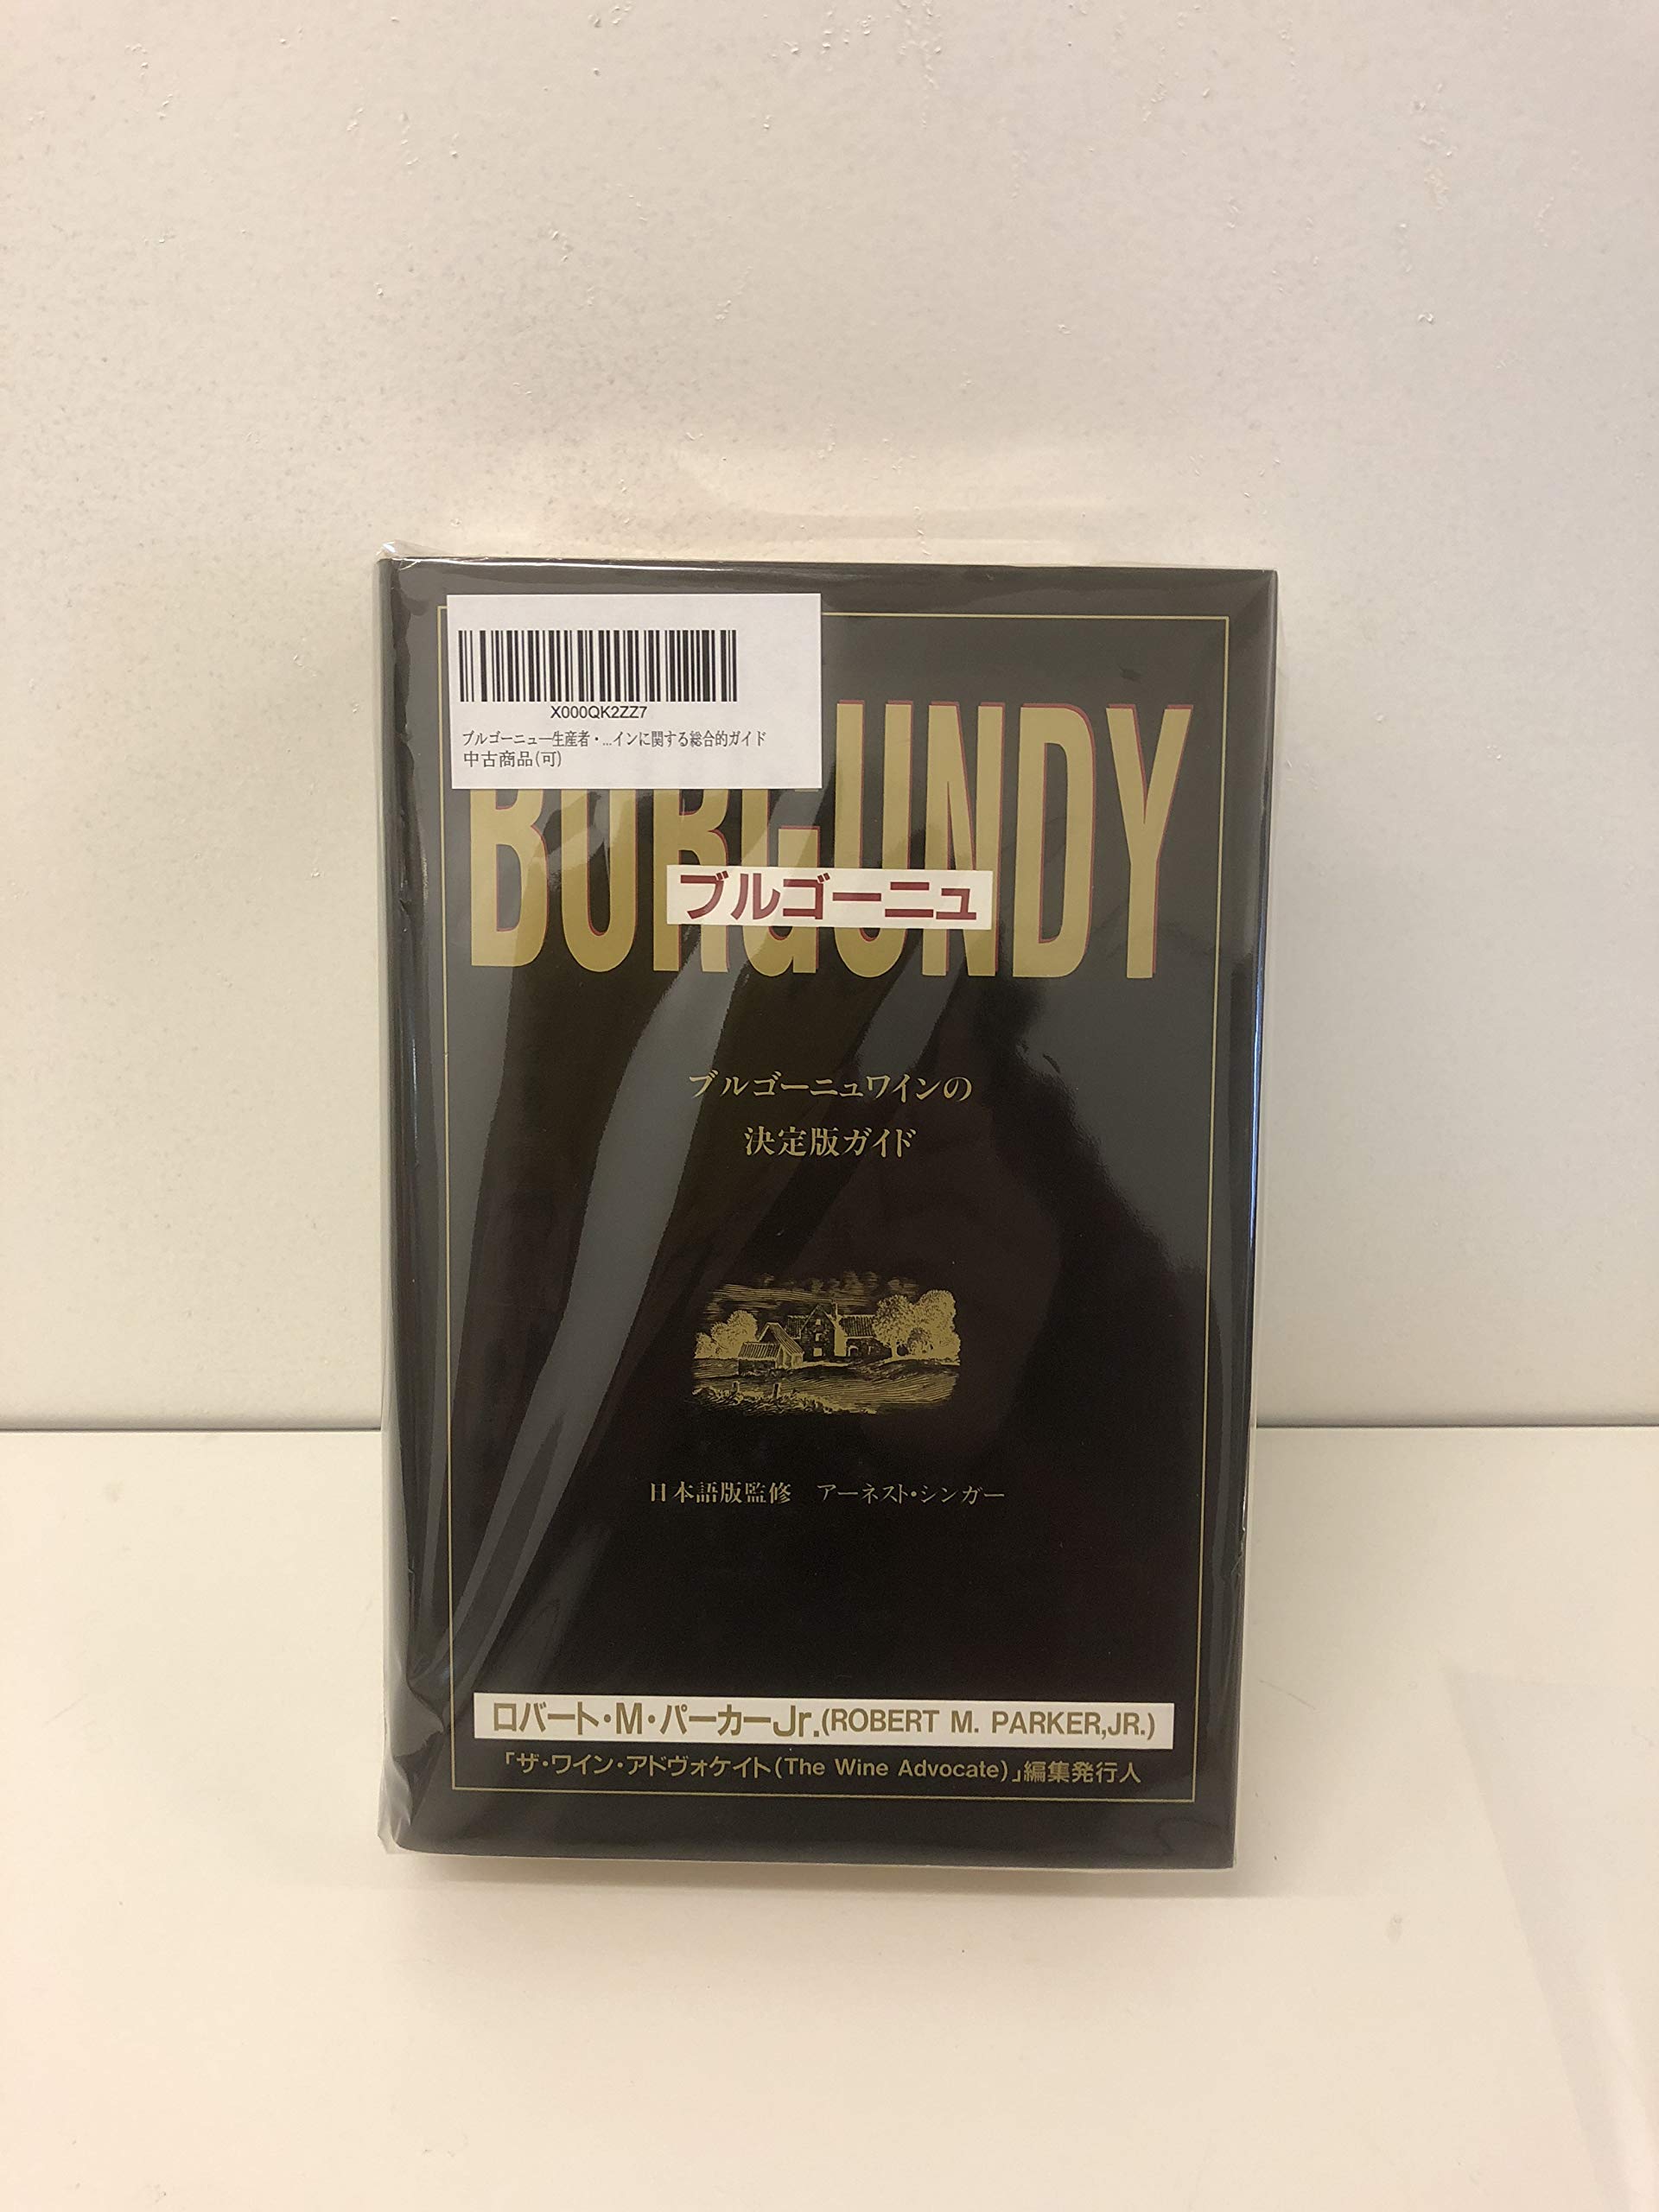 X000QK2ZZ7
ブルゴーニュ―生産者・...インに関する総合的ガイド
中古商品(可)
BURGUNDY
ブルゴーニュ
ブルゴーニュワインの
決定版ガイド
日本語版監修 アーネスト・シンガー
ロバート・M・パーカーJr.(ROBERT M. PARKER,JR.)
「ザ・ワイン・アドヴォケイト(The Wine Advocate)」編集発行人